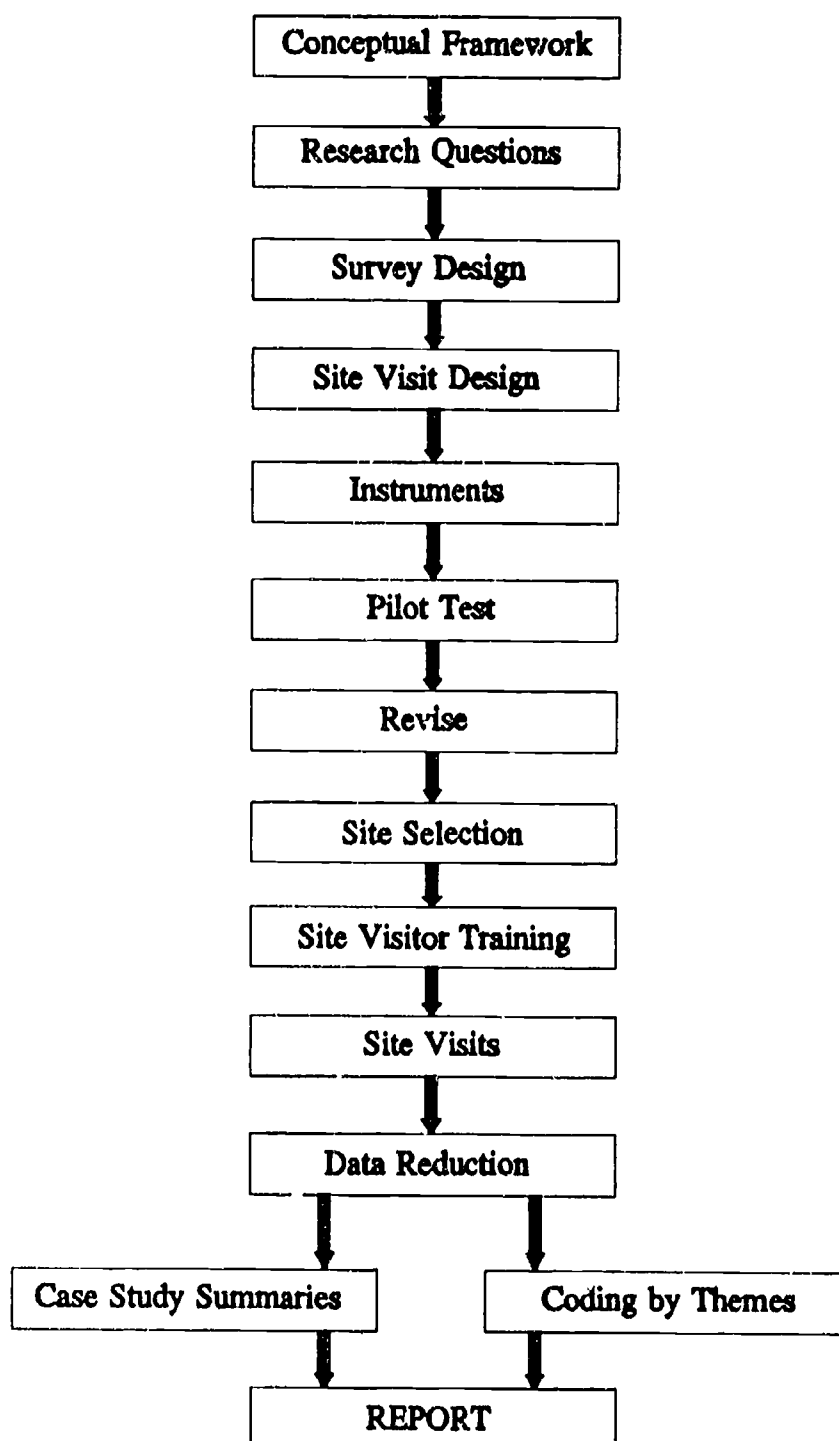 Conceptual Framework
Research Questions
Survey Design
Site Visit Design
Instruments
Pilot Test
Revise
Site Selection
Site Visitor Training
Site Visits
Data Reduction
Case Study Summaries
Coding by Themes
REPORT